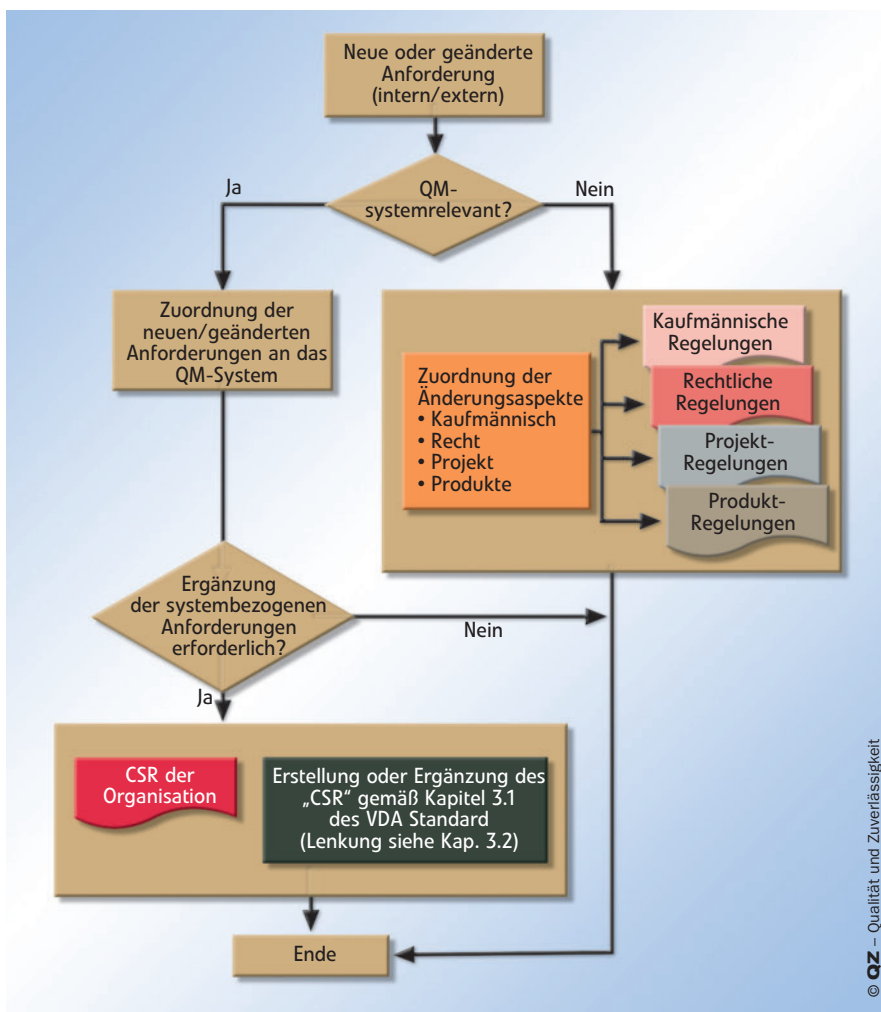 Neue oder geänderte
Anforderung
(intern/extern)
Ja
QM-
systemrelevant?
Nein
Zuordnung der
neuen/geänderten
Anforderungen an das
QM-System
Zuordnung der
Änderungsaspekte
• Kaufmännisch
• Recht
• Projekt
• Produkte
Kaufmännische
Regelungen
Rechtliche
Regelungen
Projekt-
Regelungen
Produkt-
Regelungen
Ergänzung
der systembezogenen
Anforderungen
erforderlich?
Nein
Ja
CSR der
Organisation
Erstellung oder Ergänzung des
„CSR“ gemäß Kapitel 3.1
des VDA Standard
(Lenkung siehe Kap. 3.2)
Ende
© QZ – Qualität und Zuverlässigkeit